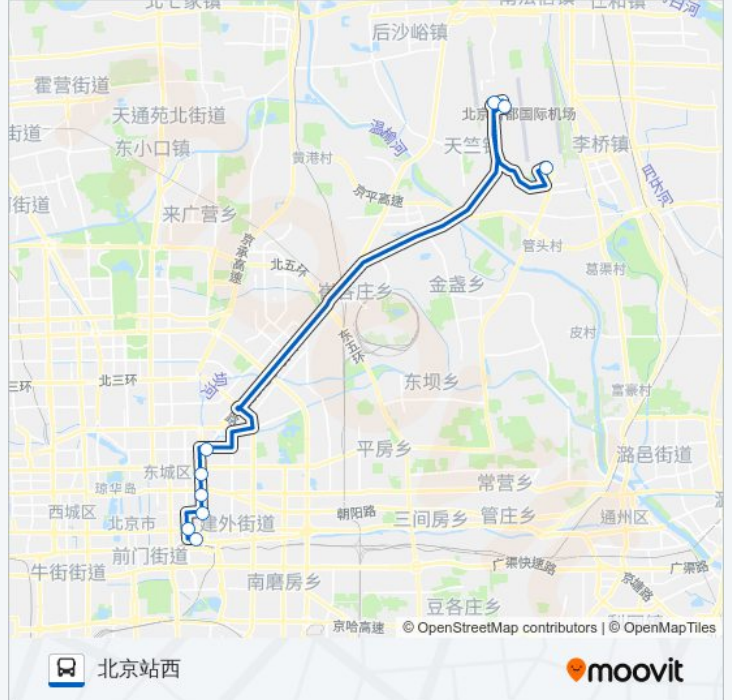 北七家镇
仁和镇
后沙峪镇
霍营街道
天通苑北街道
北京首都国际机场
街道
东小口镇
温榆河
天竺镇
李桥镇
黄港村
京平高速
街道
来广营乡
京承高速
管头村
北五环
葛渠村
崔各庄乡
金盏乡
东五环
皮村
三环
北三环
坝河
东坝乡
富豪村
平房乡
潞邑街道
东城区
琼华岛
常营乡
西城区
北京市
建外街道
朝阳路
三间房乡
管庄乡
通州区
前门街道
牛街街道
广渠快速路
广渠路
南磨房乡
京塘路
豆各庄乡
京哈高速
© OpenStreetMap contributors | © OpenMapTiles
北京站西
moovit